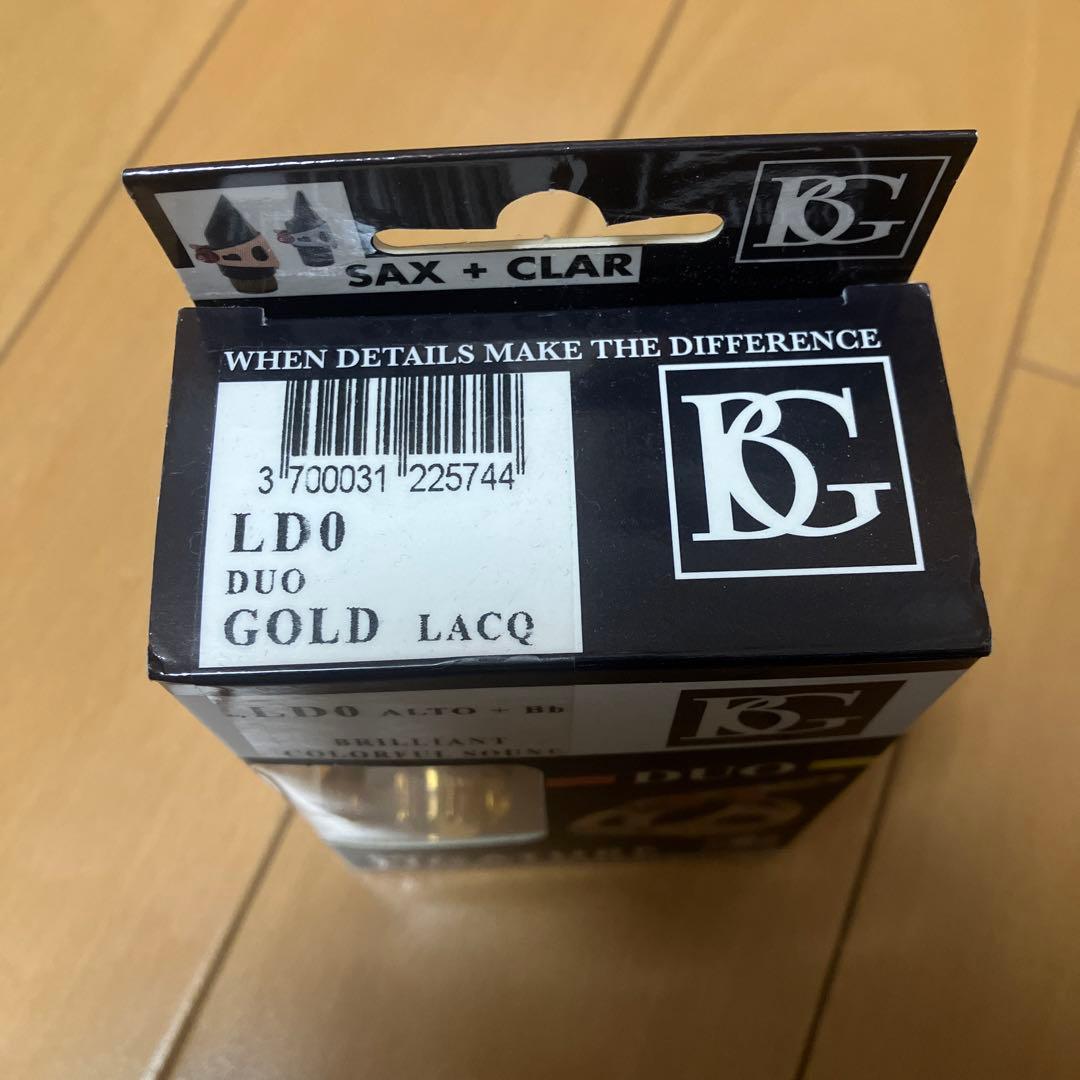 BG
SAX + CLAR
WHEN DETAILS MAKE THE DIFFERENCE
BG
3 700031 225744
LD0
DUO
GOLD LACQ
LD0 ALTO + Bb
BG
BRILLIANT
COLORFUL
DUO